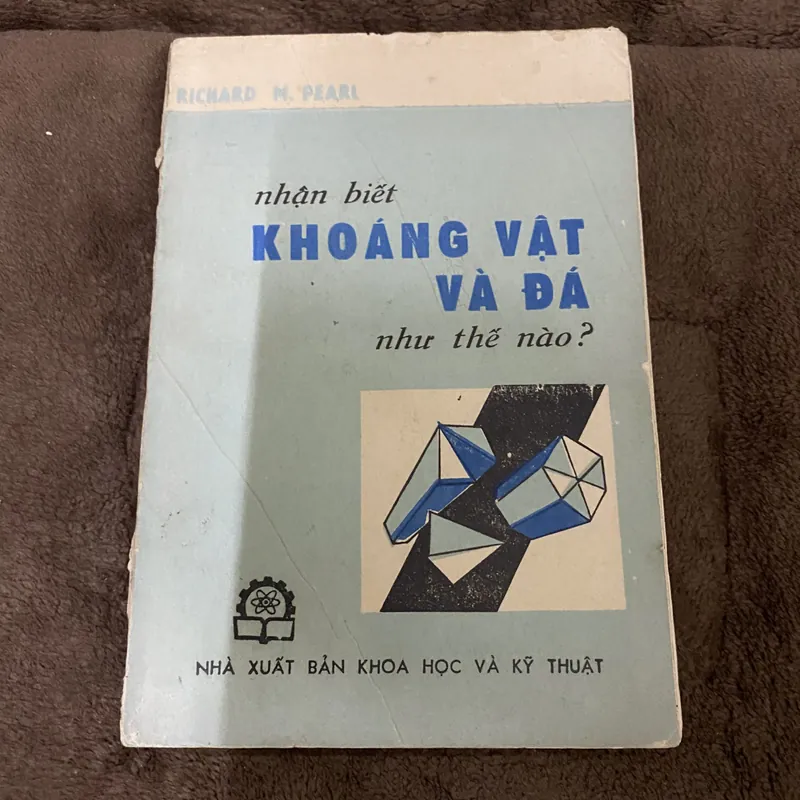 RICHARD M. PEARL
nhận biết
KHOÁNG VẬT
VÀ ĐÁ
như thế nào?
NHÀ XUẤT BẢN KHOA HỌC VÀ KỸ THUẬT